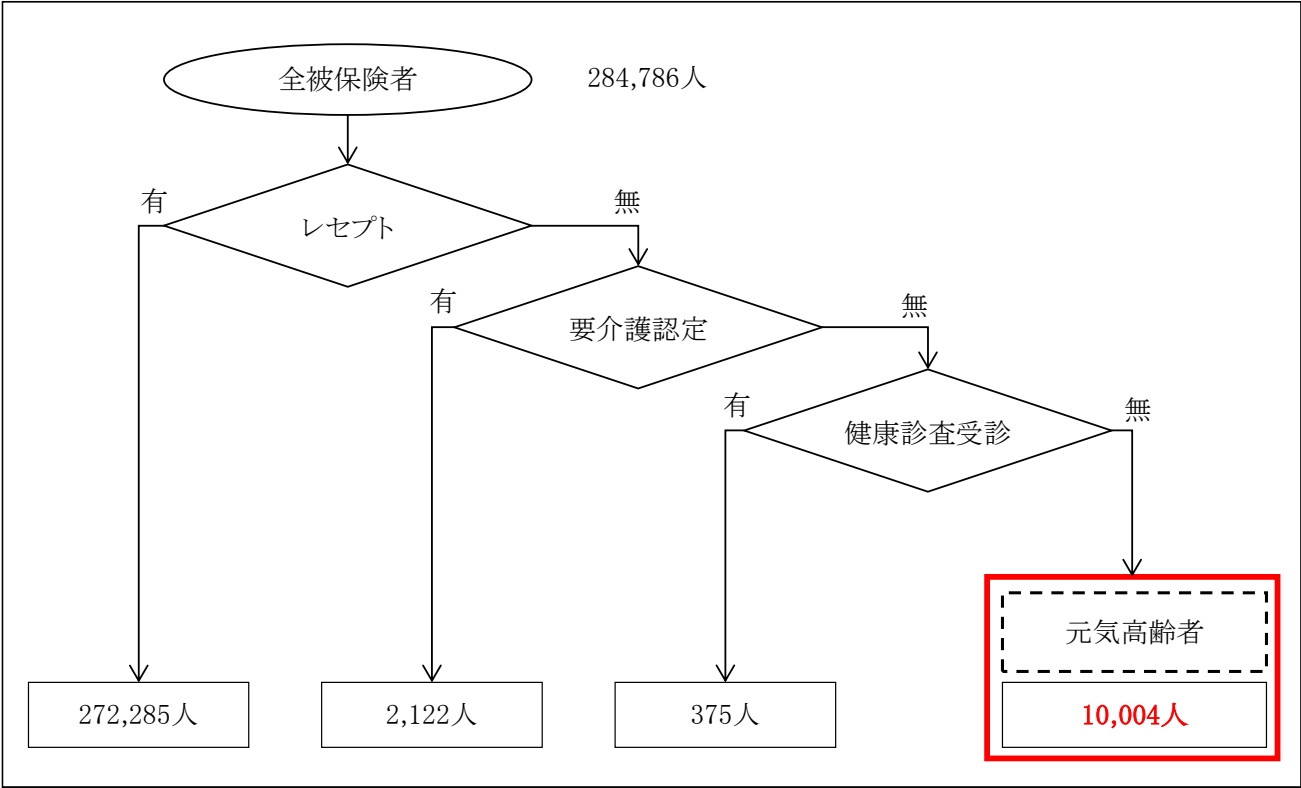 全被保険者
284,786人
有
無
レセプト
有
無
要介護認定
有
無
健康診査受診
元気高齢者
272,285人
2,122人
375人
10,004人